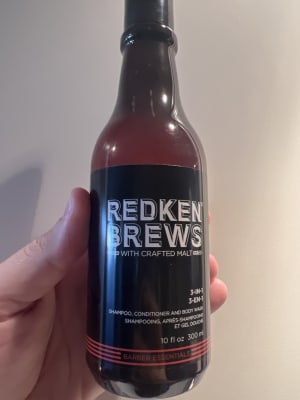 REDKEN
BREWS
WITH CRAFTED MALT
3-IN-1
3-EN-1
SHAMPOO, CONDITIONER AND BODY WASH
SHAMPOOING, APRÈS-SHAMPOOING
ET GEL DOUCHE
10 fl oz 300 mL
BARBER ESSENTIALS